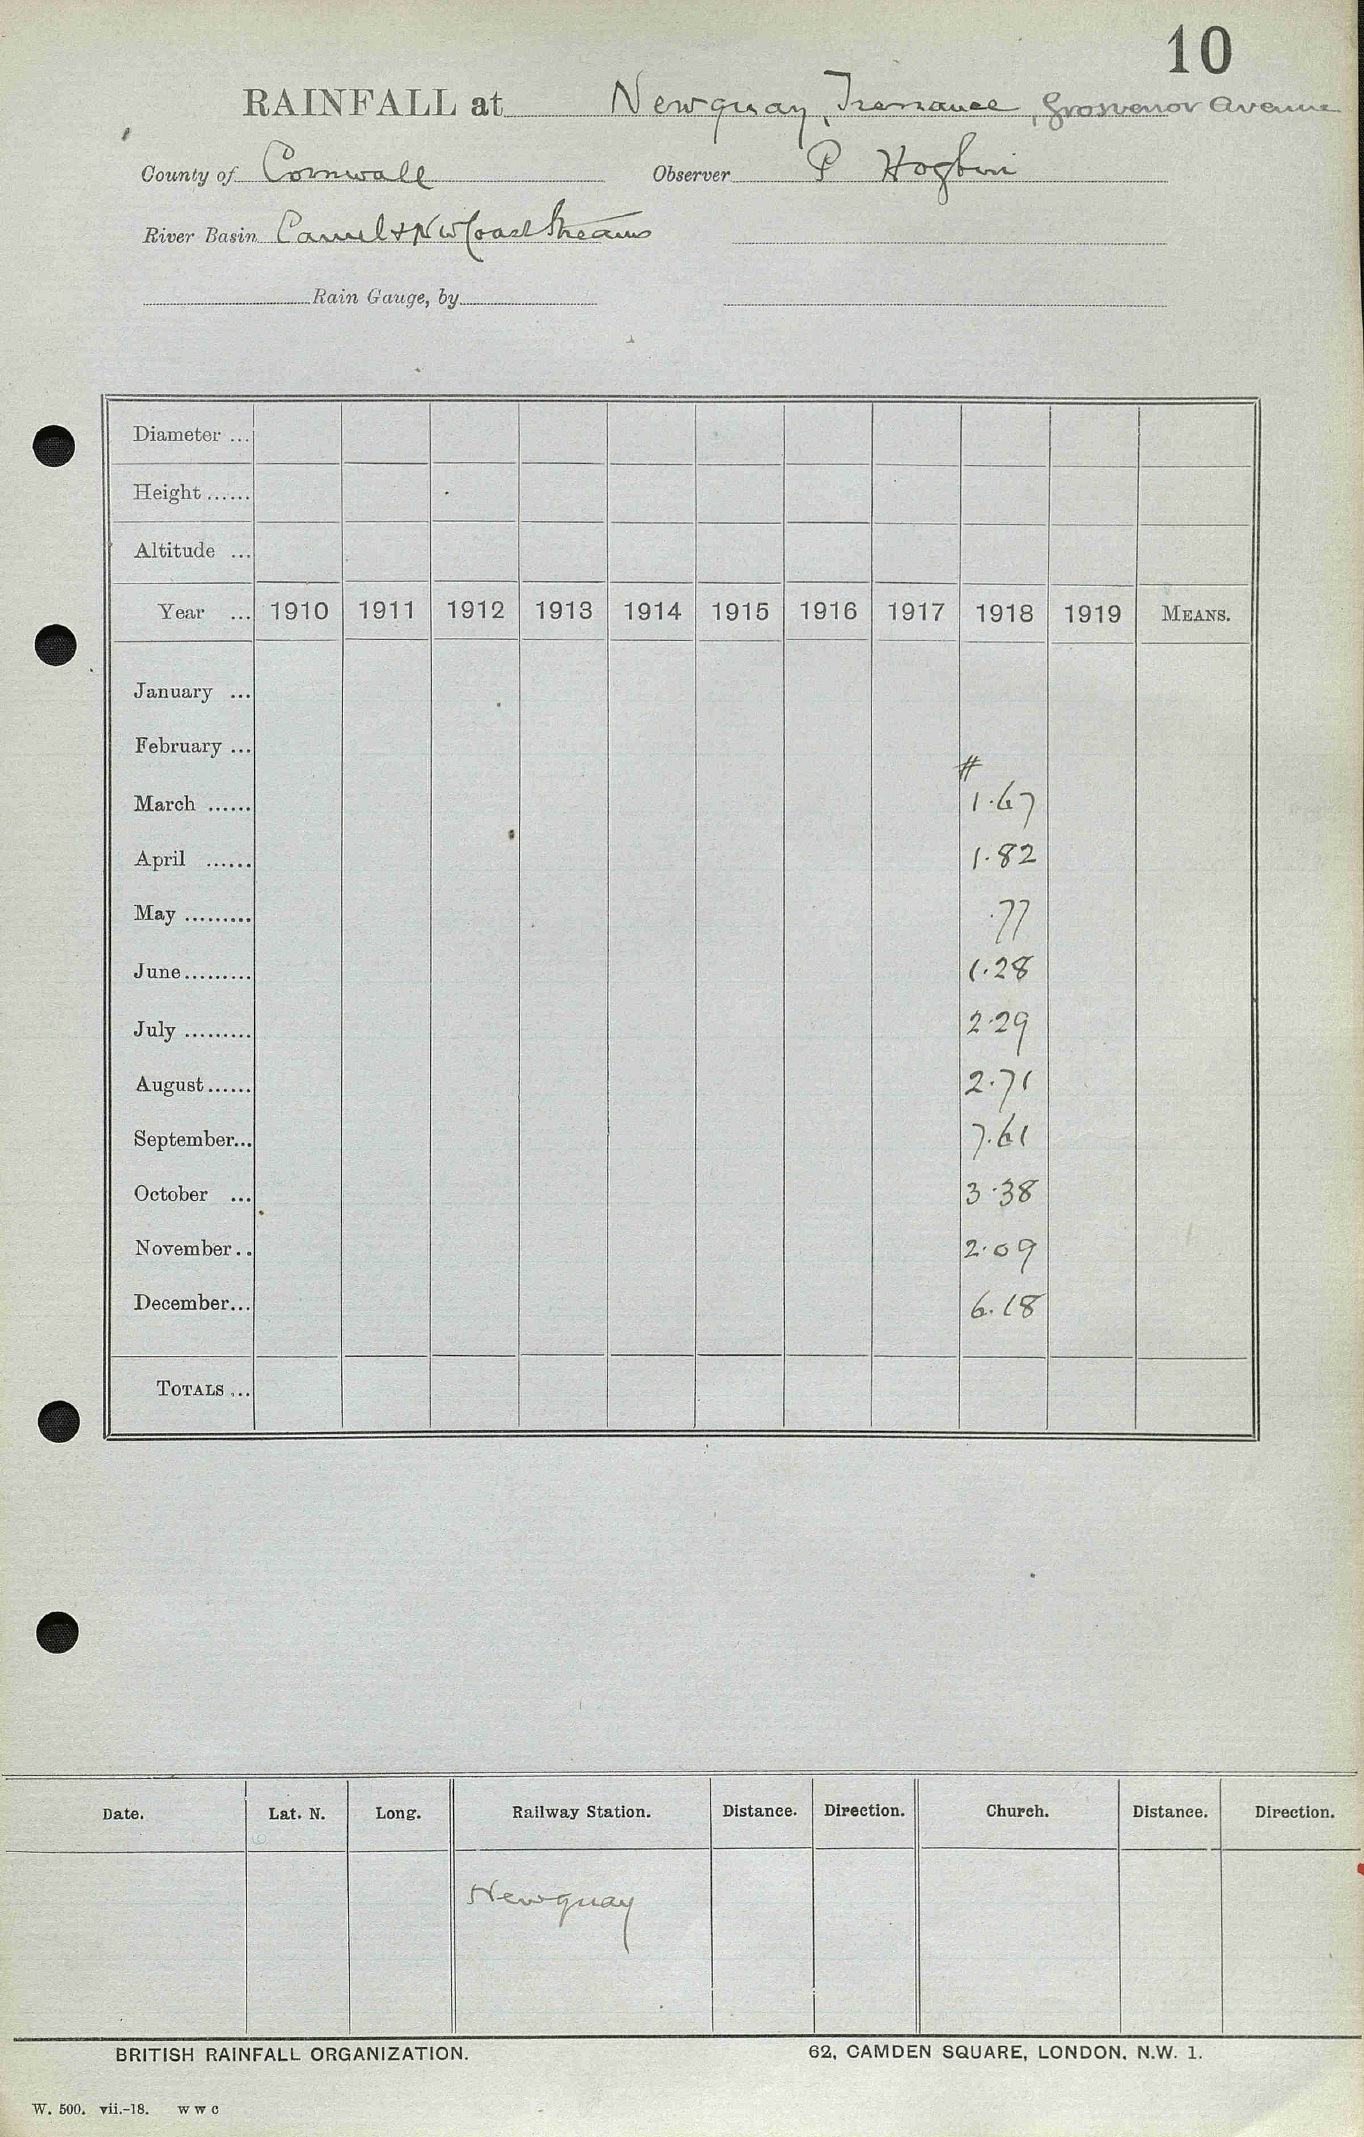 10
RAINFALL at Newquay, Trenance, Grosvenor Avenue
County of Cornwall Observer P Hogbin
River Basin Camel & NW Coast Streams
Rain Gauge, by
Diameter ...
Height ......
Altitude ...
Year ... 1910 1911 1912 1913 1914 1915 1916 1917 1918 1919 MEANS.
January ...
February ...
#
March ...... 1.67
April ...... 1.82
May ......... .77
June......... 1.28
July ......... 2.29
August...... 2.71
September... 7.61
October ... 3.38
November.. 2.09
December... 6.18
TOTALS ...
Date. Lat. N. Long. Railway Station. Distance. Direction. Church. Distance. Direction.
Newquay
BRITISH RAINFALL ORGANIZATION. 62, CAMDEN SQUARE, LONDON, N.W. 1.
W. 500. vii.-18. W W C